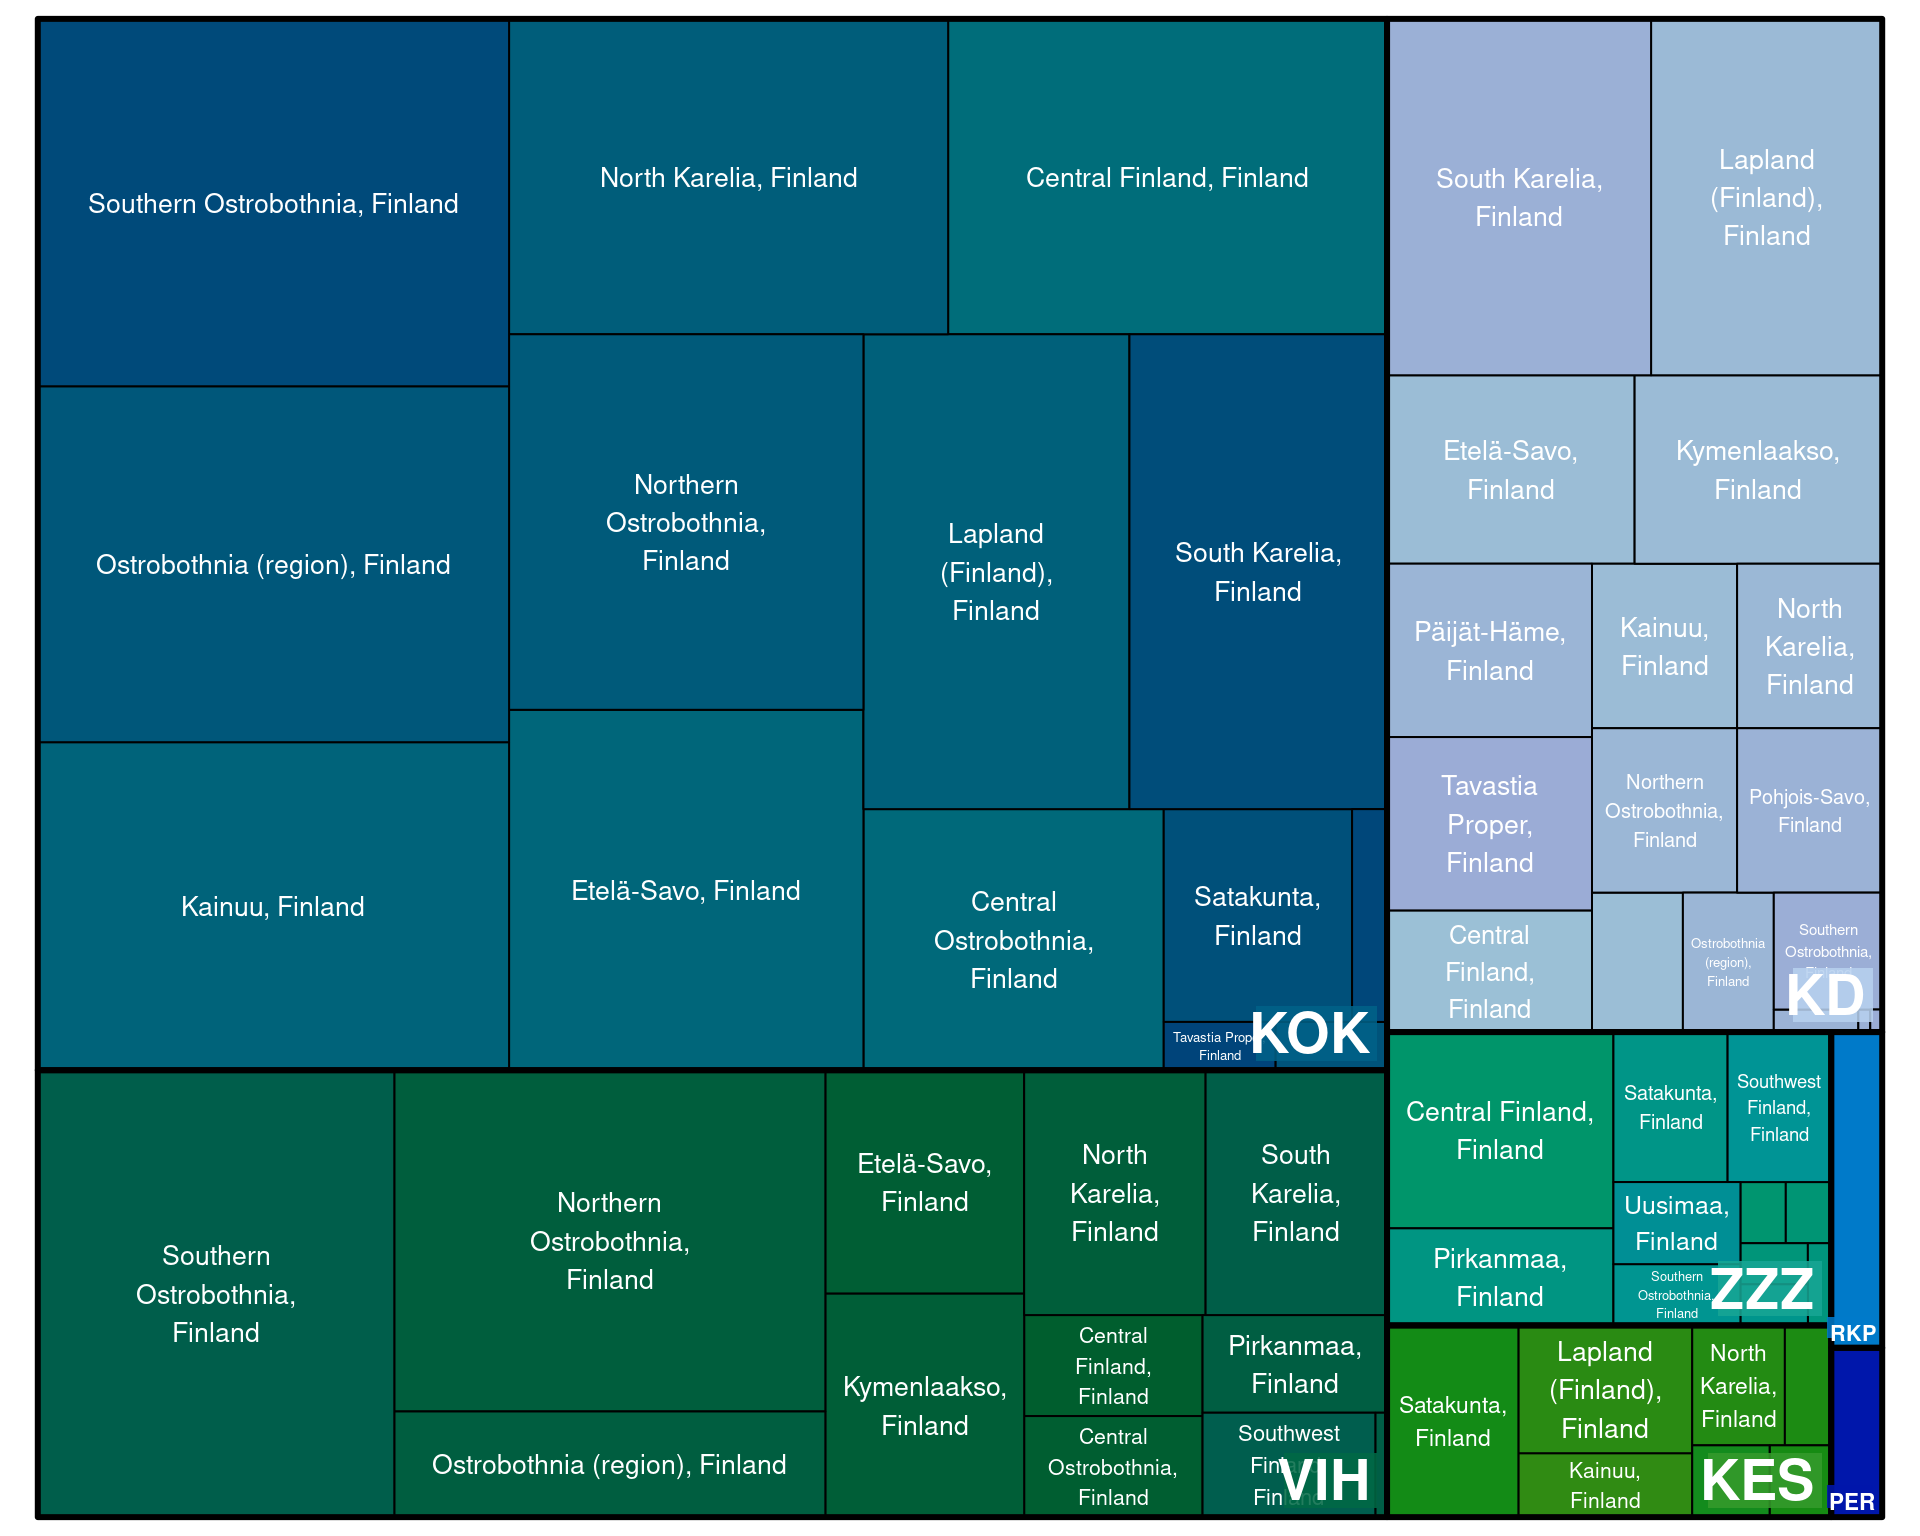 Southern Ostrobothnia, Finland
North Karelia, Finland
Central Finland, Finland
Ostrobothnia (region), Finland
Northern
Ostrobothnia,
Finland
Lapland
(Finland),
Finland
South Karelia,
Finland
Kainuu, Finland
Etelä-Savo, Finland
Central
Ostrobothnia,
Finland
Satakunta,
Finland
Tavastia
Finland
KOK
South Karelia,
Finland
Lapland
(Finland),
Finland
Etelä-Savo,
Finland
Kymenlaakso,
Finland
Päijät-Häme,
Finland
Kainuu,
Finland
North
Karelia,
Finland
Tavastia
Proper,
Finland
Northern
Ostrobothnia,
Finland
Pohjois-Savo,
Finland
Central
Finland,
Finland
Ostrobothnia
(region),
Finland
Southern
Ostrobothnia,
KD
Southern
Ostrobothnia,
Finland
Northern
Ostrobothnia,
Finland
Ostrobothnia (region), Finland
Etelä-Savo,
Finland
Kymenlaakso,
Finland
North
Karelia,
Finland
South
Karelia,
Finland
Central
Finland,
Finland
Pirkanmaa,
Finland
Central
Ostrobothnia,
Finland
Southwest
VIH
Central Finland,
Finland
Satakunta,
Finland
Southwest
Finland,
Finland
Pirkanmaa,
Finland
Uusimaa,
Finland
Southern
Ostrobothnia,
Finland
ZZZ
RKP
Satakunta,
Finland
Lapland
(Finland),
Finland
North
Karelia,
Finland
Kainuu,
Finland
KES
PER